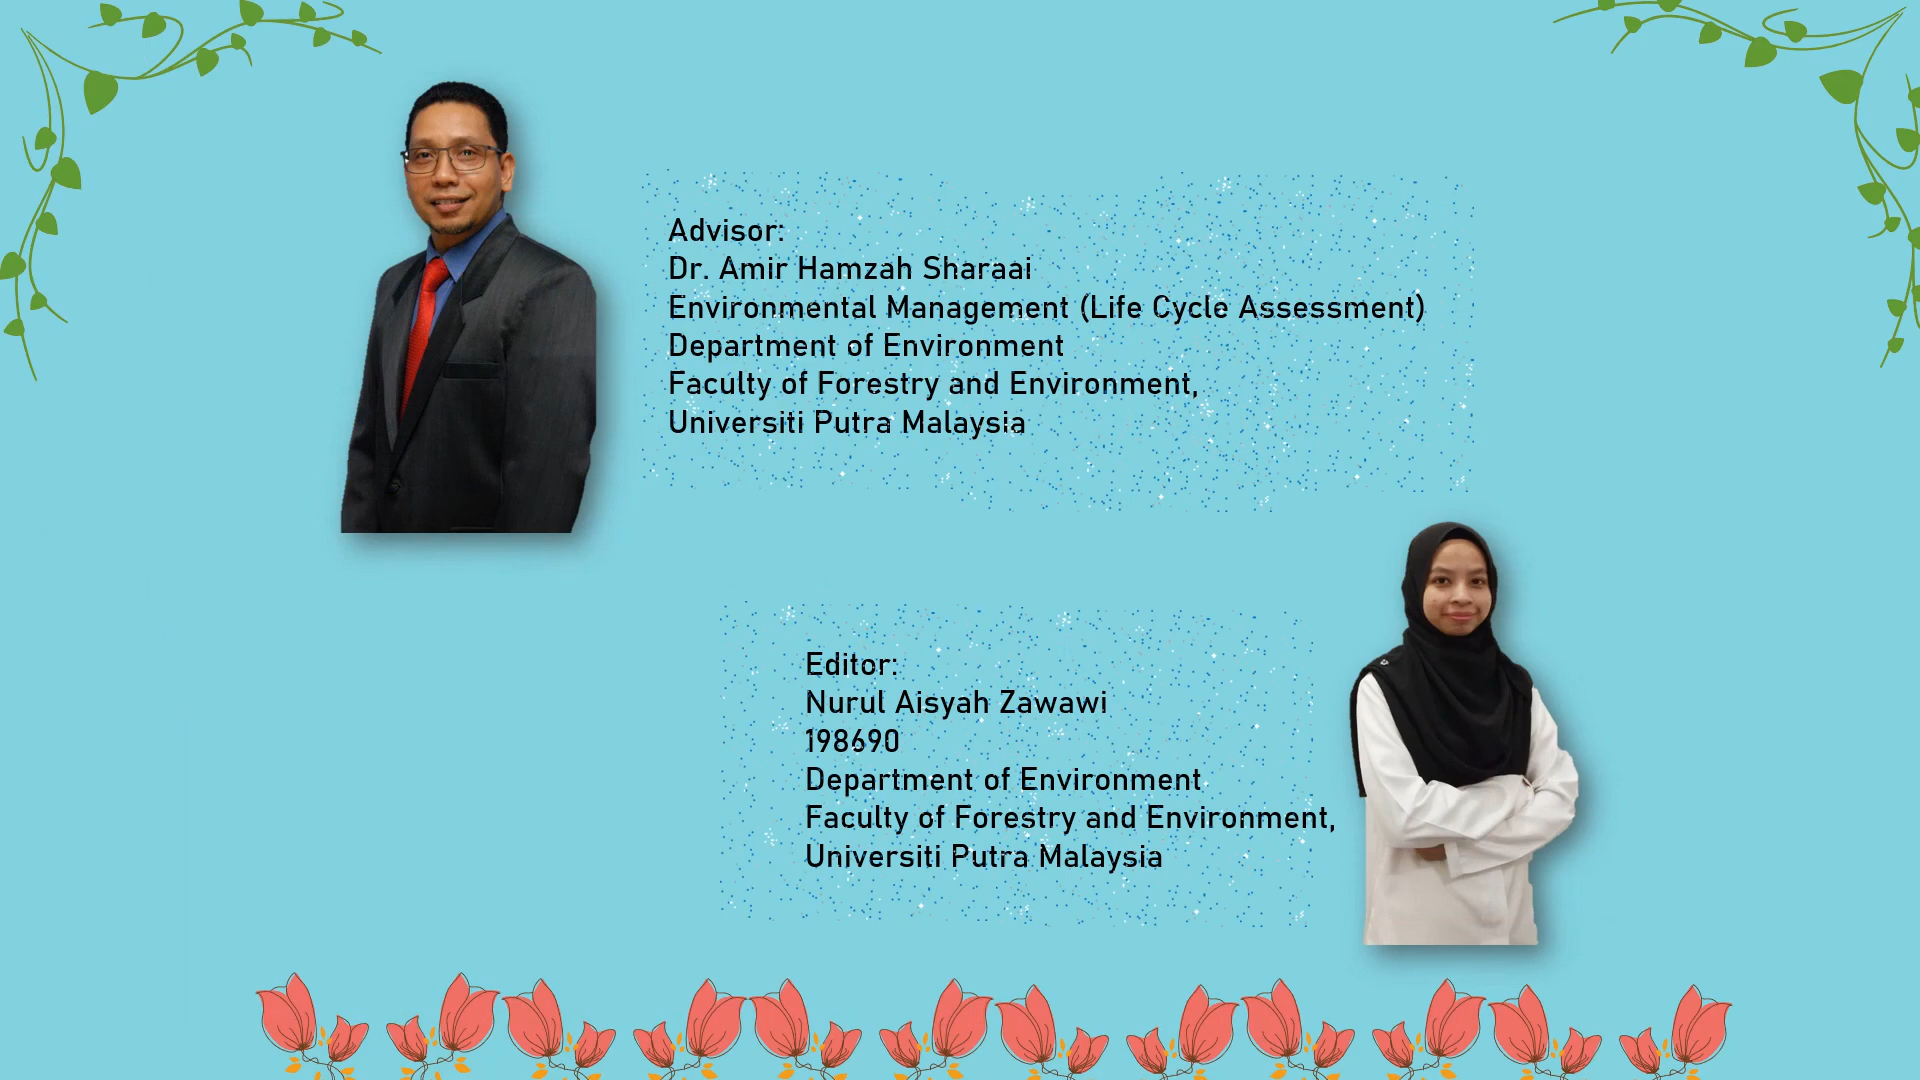 Advisor:
Dr. Amir Hamzah Sharaai
Environmental Management (Life Cycle Assessment)
Department of Environment
Faculty of Forestry and Environment,
Universiti Putra Malaysia
Editor:
Nurul Aisyah Zawawi
198690
Department of Environment
Faculty of Forestry and Environment,
Universiti Putra Malaysia